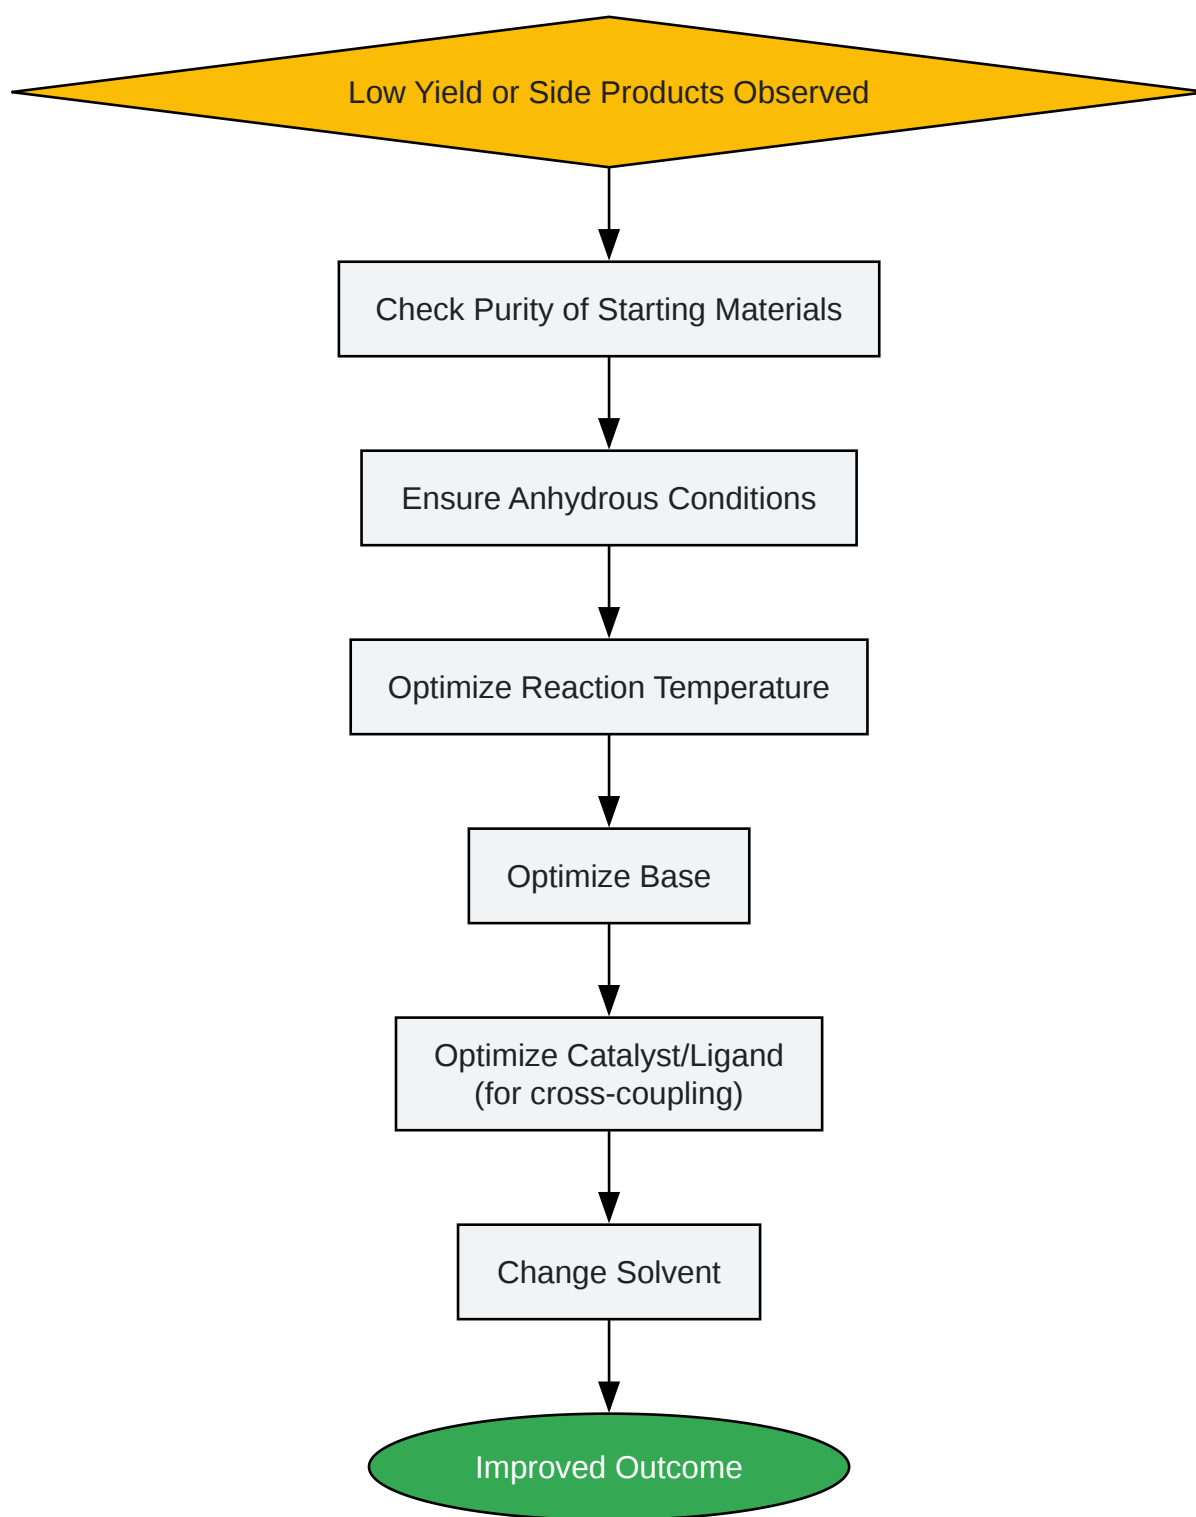 Low Yield or Side Products Observed
Check Purity of Starting Materials
Ensure Anhydrous Conditions
Optimize Reaction Temperature
Optimize Base
Optimize Catalyst/Ligand
(for cross-coupling)
Change Solvent
Improved Outcome